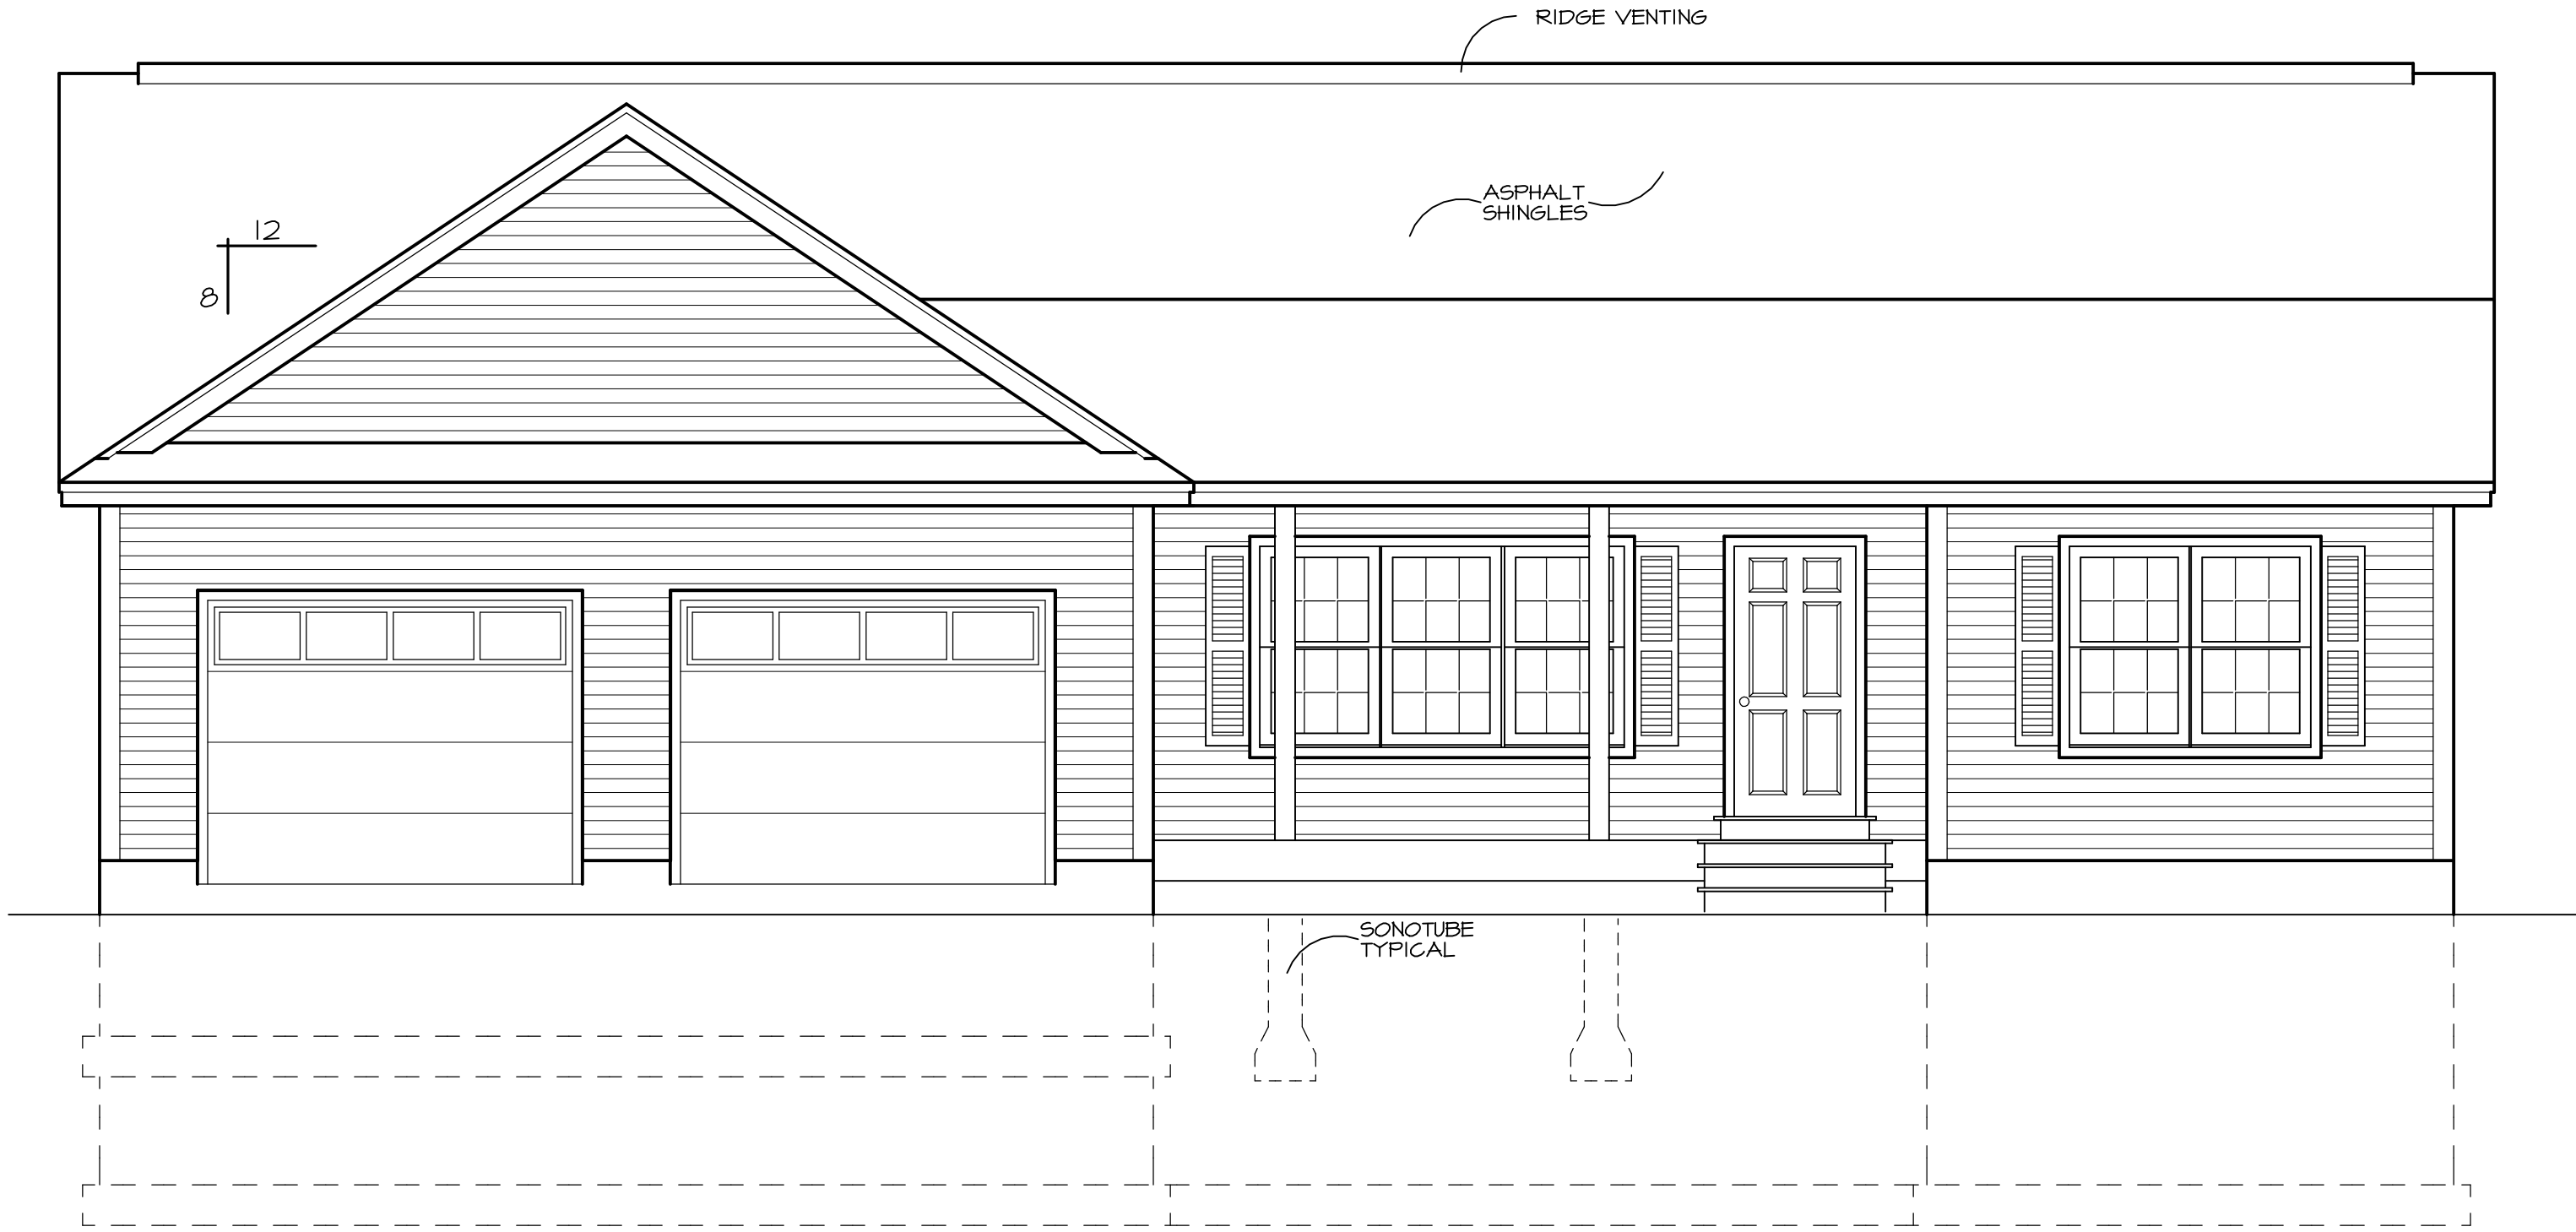 RIDGE VENTING
ASPHALT
SHINGLES
12
8
SONOTUBE
TYPICAL